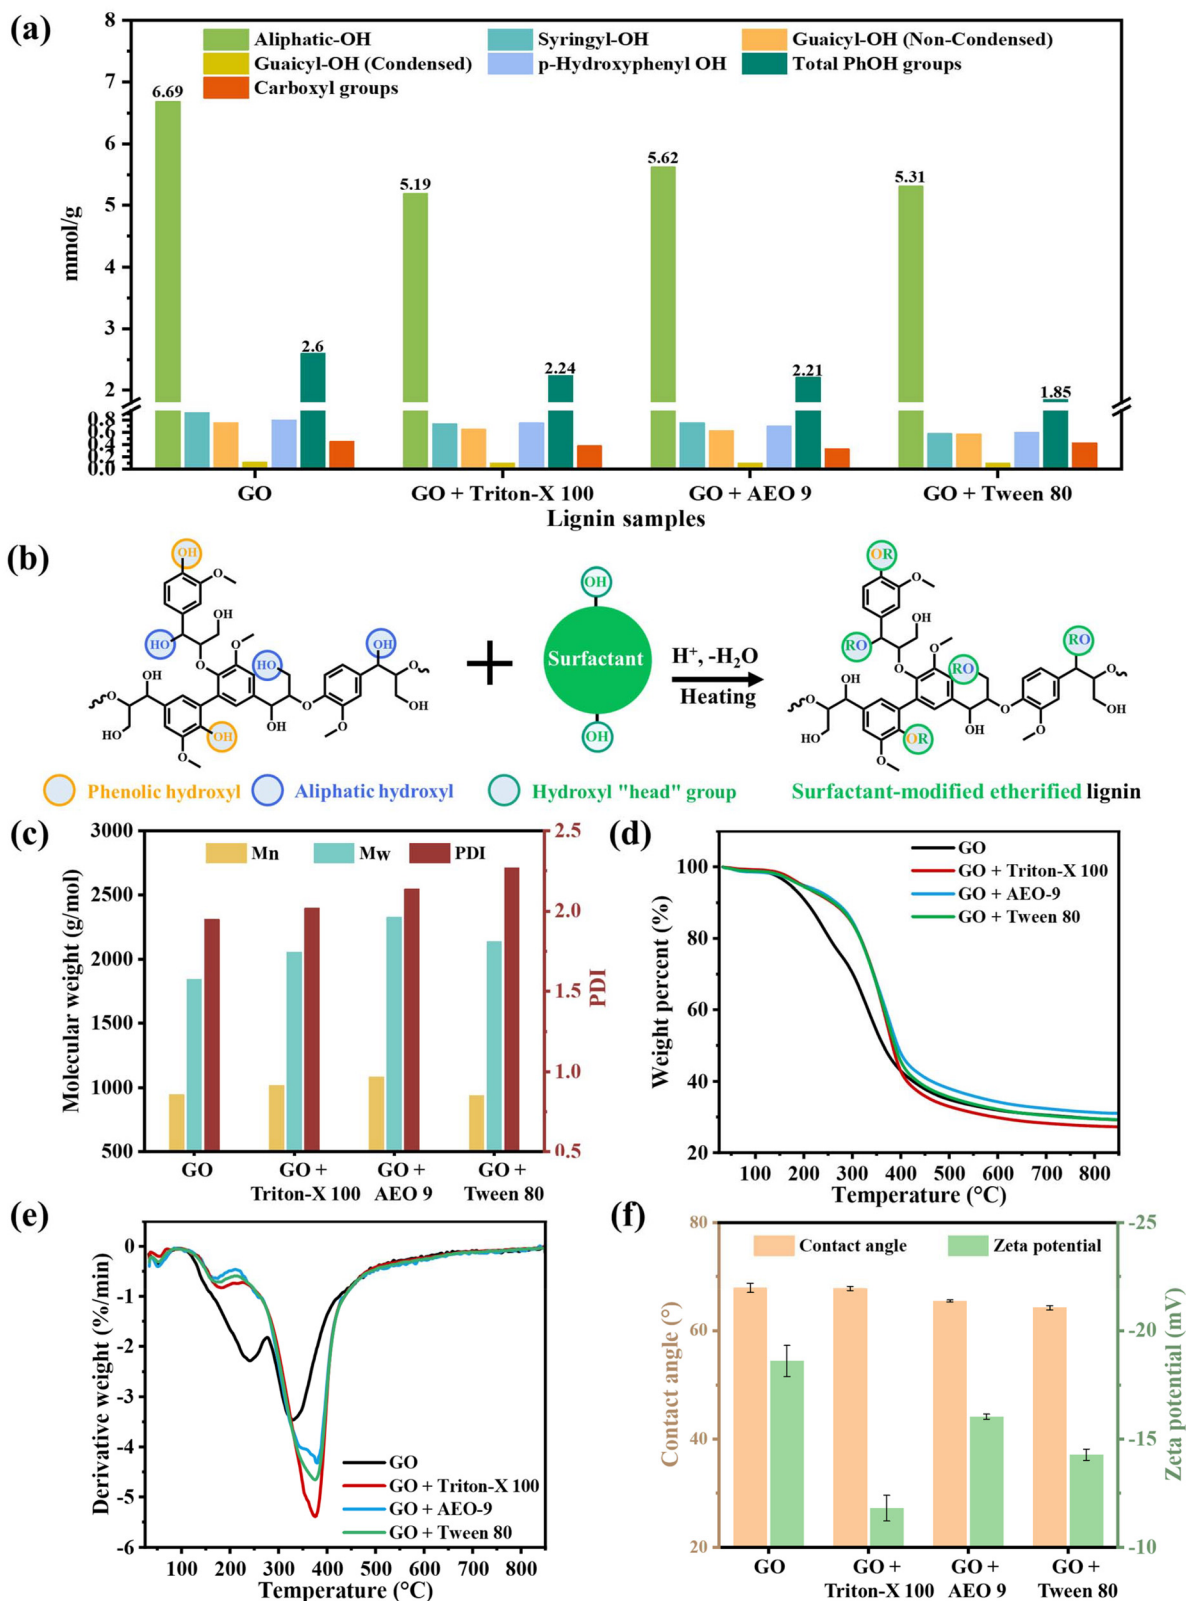 (a)
8
7
6
5
4
3
2
0.8
0.6
0.4
0.2
0.0
mmol/g
Aliphatic-OH
Syringyl-OH
Guaicyl-OH (Non-Condensed)
Guaicyl-OH (Condensed)
p-Hydroxyphenyl OH
Total PhOH groups
Carboxyl groups
6.69
2.6
5.19
2.24
5.62
2.21
5.31
1.85
GO
GO + Triton-X 100
GO + AEO 9
GO + Tween 80
Lignin samples
(b)
OH
O
OH
HO
O
O
HO
OH
OH
O
O
OH
HO
OH
O
OH
O
OH
O
OH
Surfactant
OH
H⁺, -H₂O
Heating
OR
O
OH
RO
O
O
RO
RO
OH
O
O
OH
HO
OR
O
OH
O
OH
O
Phenolic hydroxyl
Aliphatic hydroxyl
Hydroxyl "head" group
Surfactant-modified etherified lignin
(c)
3000
2500
2000
1500
1000
500
Molecular weight (g/mol)
Mn
Mw
PDI
2.5
2.0
1.5
1.0
0.5
PDI
GO
GO +
Triton-X 100
GO +
AEO 9
GO +
Tween 80
(d)
100
80
60
40
20
Weight percent (%)
GO
GO + Triton-X 100
GO + AEO-9
GO + Tween 80
100 200 300 400 500 600 700 800
Temperature (°C)
(e)
0
-1
-2
-3
-4
-5
-6
Derivative weight (%/min)
GO
GO + Triton-X 100
GO + AEO-9
GO + Tween 80
100 200 300 400 500 600 700 800
Temperature (°C)
(f)
80
60
40
20
Contact angle (°)
Contact angle
Zeta potential
-25
-20
-15
-10
Zeta potential (mV)
GO
GO +
Triton-X 100
GO +
AEO 9
GO +
Tween 80